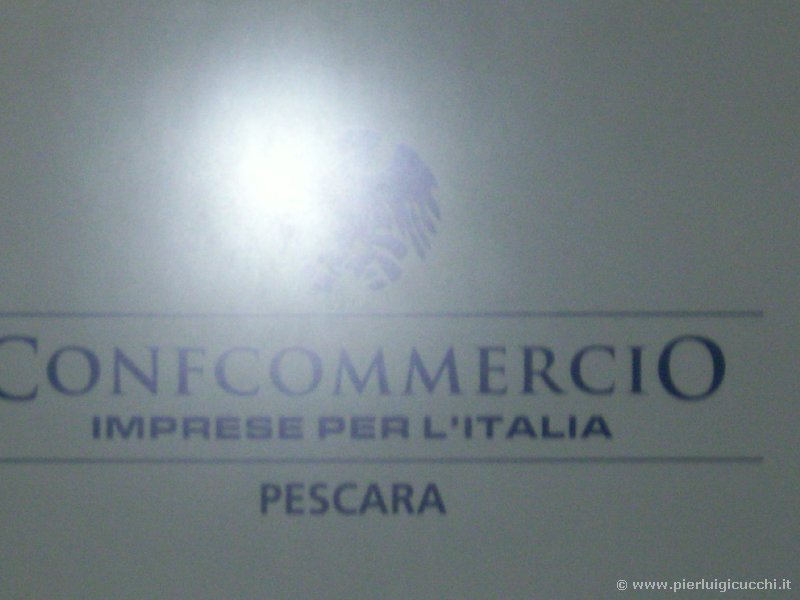 CONFCOMMERCIO
IMPRESE PER L'ITALIA
PESCARA
© www.pierluigicucchi.it